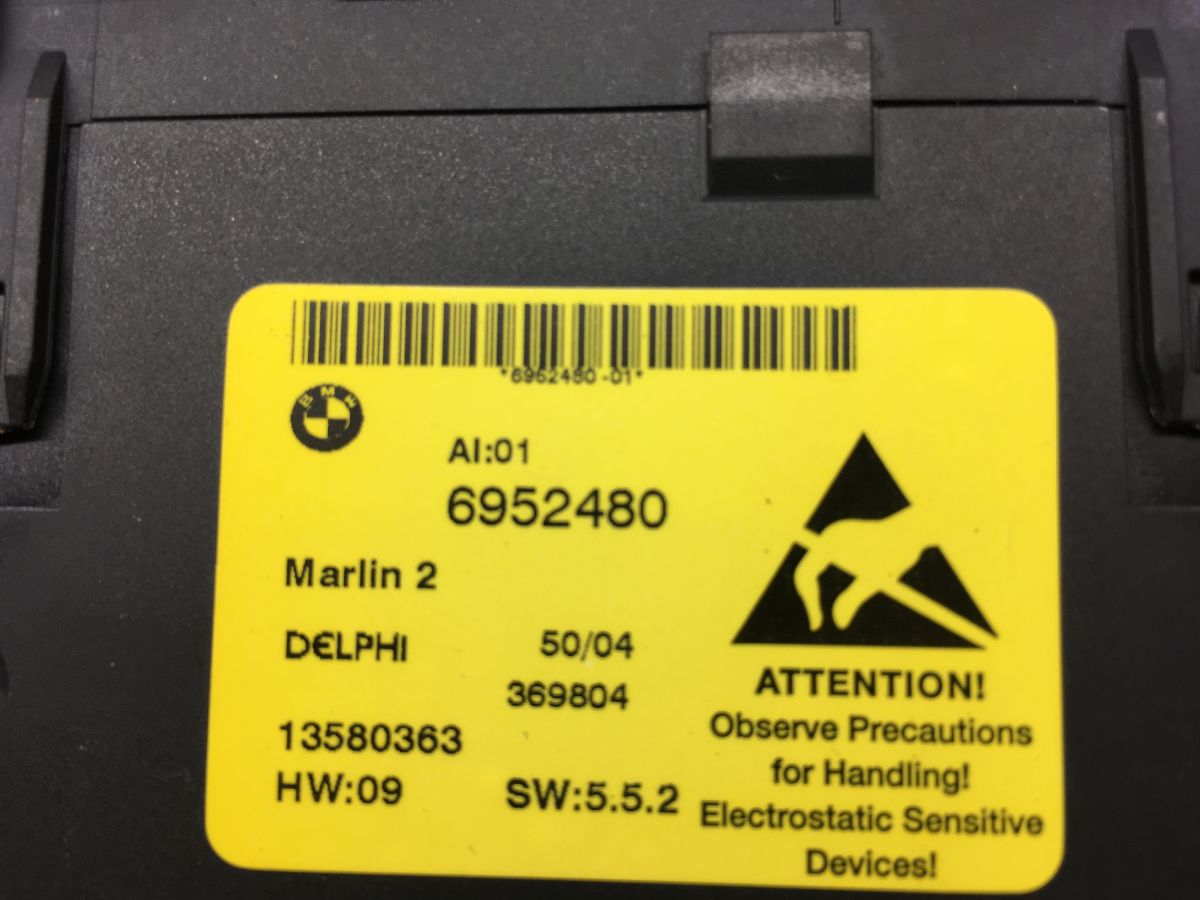 *6952480-01*
BMW
AI:01
6952480
Marlin 2
DELPHI 50/04
369804
13580363
HW:09 SW:5.5.2
ATTENTION!
Observe Precautions
for Handling!
Electrostatic Sensitive
Devices!